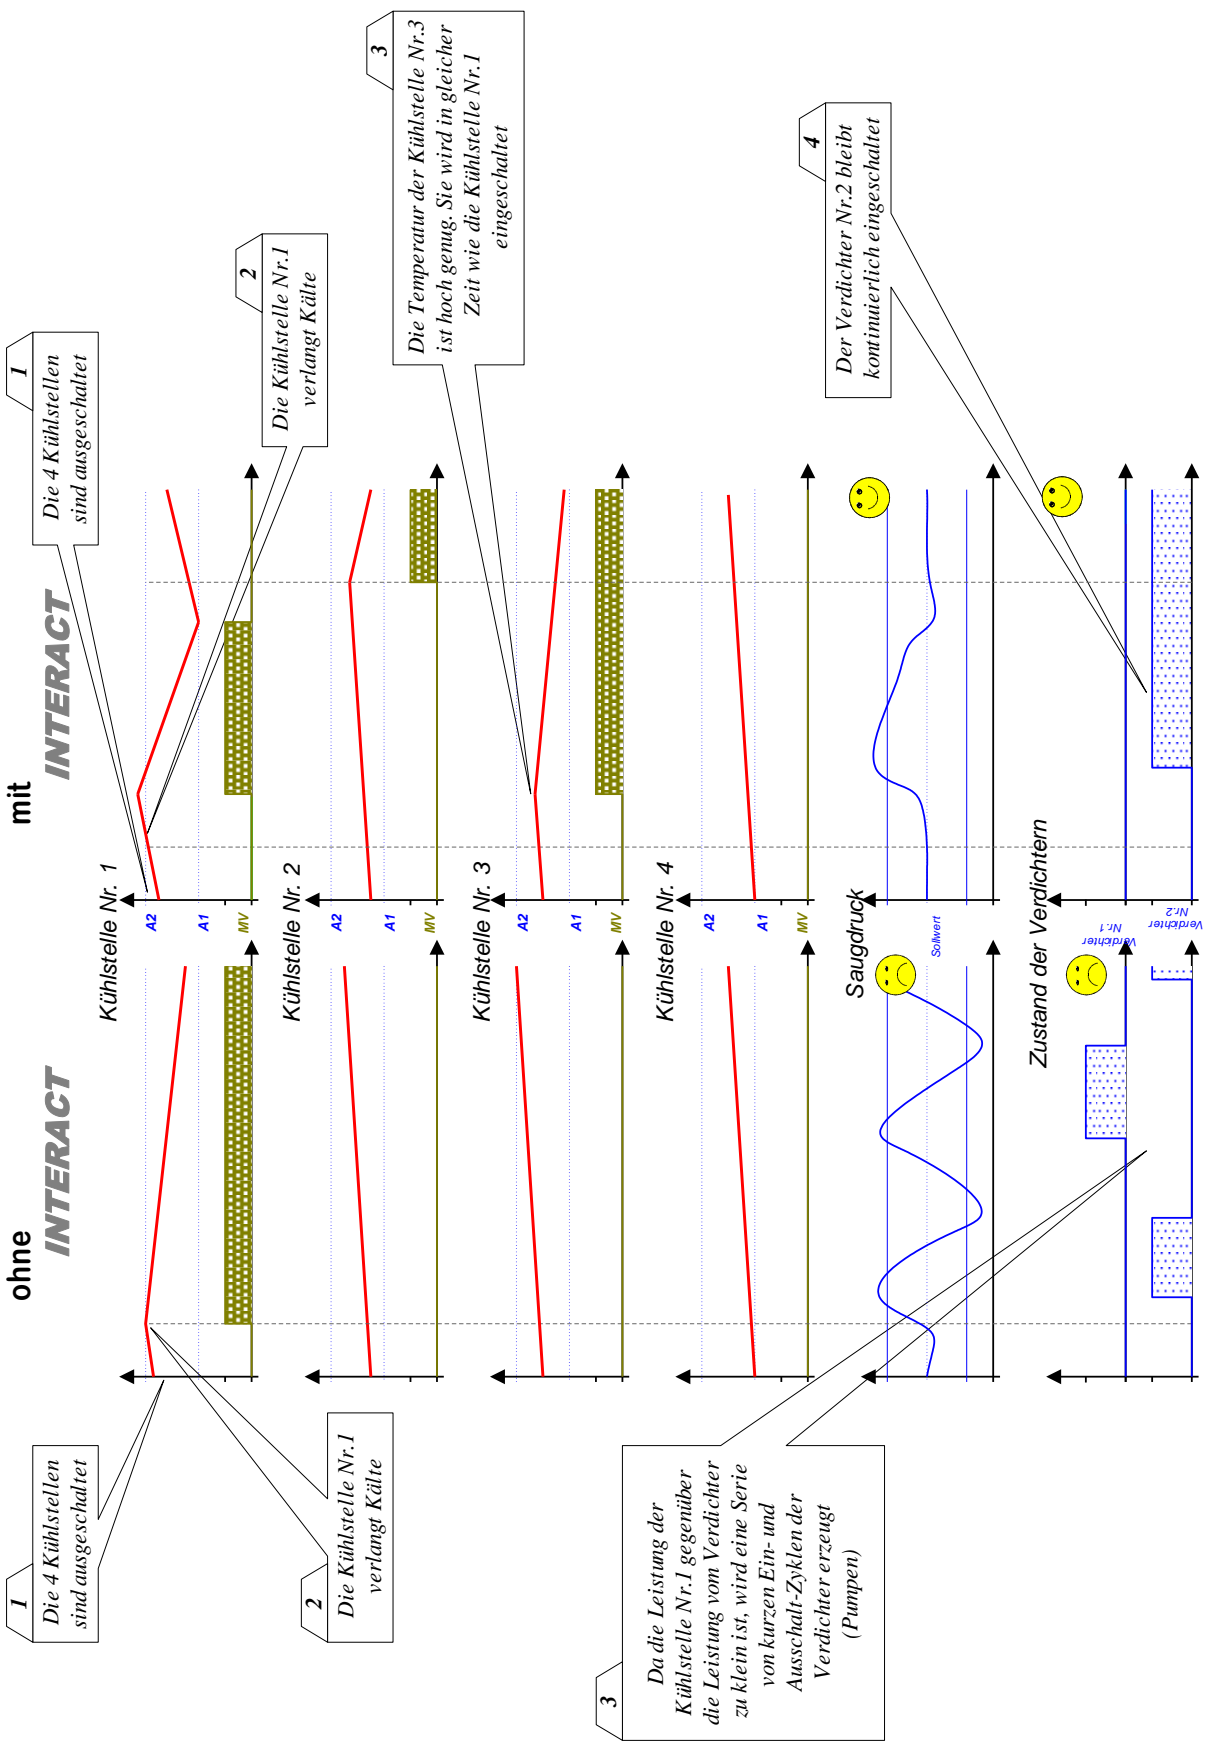 ohne
INTERACT
1
Die 4 Kühlstellen
sind ausgeschaltet
2
Die Kühlstelle Nr.1
verlangt Kälte
3
Da die Leistung der
Kühlstelle Nr.1 gegenüber
die Leistung vom Verdichter
zu klein ist, wird eine Serie
von kurzen Ein- und
Ausschalt-Zyklen der
Verdichter erzeugt
(Pumpen)
mit
INTERACT
1
Die 4 Kühlstellen
sind ausgeschaltet
2
Die Kühlstelle Nr.1
verlangt Kälte
3
Die Temperatur der Kühlstelle Nr.3
ist hoch genug. Sie wird in gleicher
Zeit wie die Kühlstelle Nr.1
eingeschaltet
4
Der Verdichter Nr.2 bleibt
kontinuierlich eingeschaltet
Kühlstelle Nr. 1
A2
A1
MV
Kühlstelle Nr. 2
A2
A1
Kühlstelle Nr. 3
A2
A1
MV
Kühlstelle Nr. 4
A2
A1
MV
Saugdruck
Sollwert
Zustand der Verdichtern
Verdichter
Nr.1
Verdichter
Nr.2